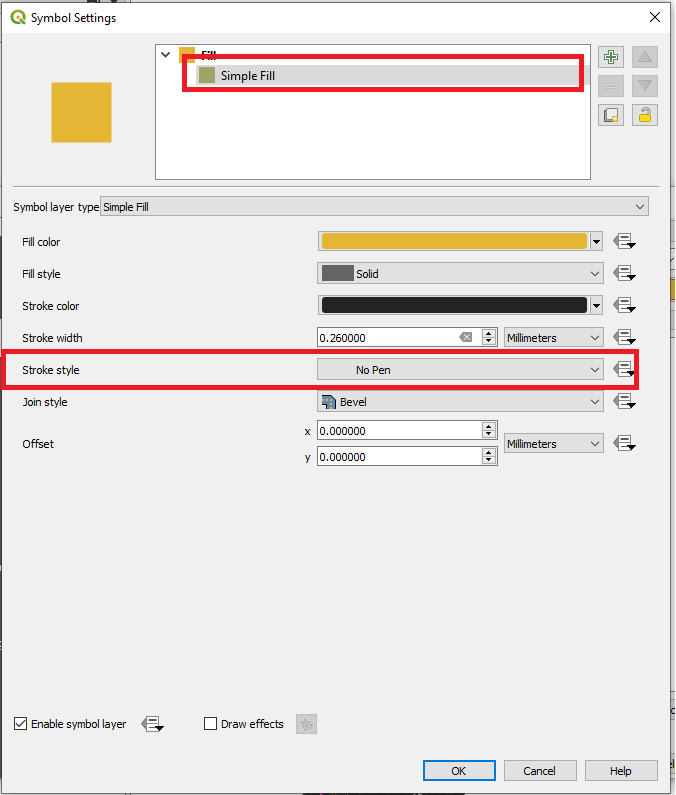 Symbol Settings
Fill
Simple Fill
Symbol layer type Simple Fill
Fill color
Fill style Solid
Stroke color
Stroke width 0.260000 Millimeters
Stroke style No Pen
Join style Bevel
x 0.000000
Offset Millimeters
y 0.000000
Enable symbol layer Draw effects
OK Cancel Help